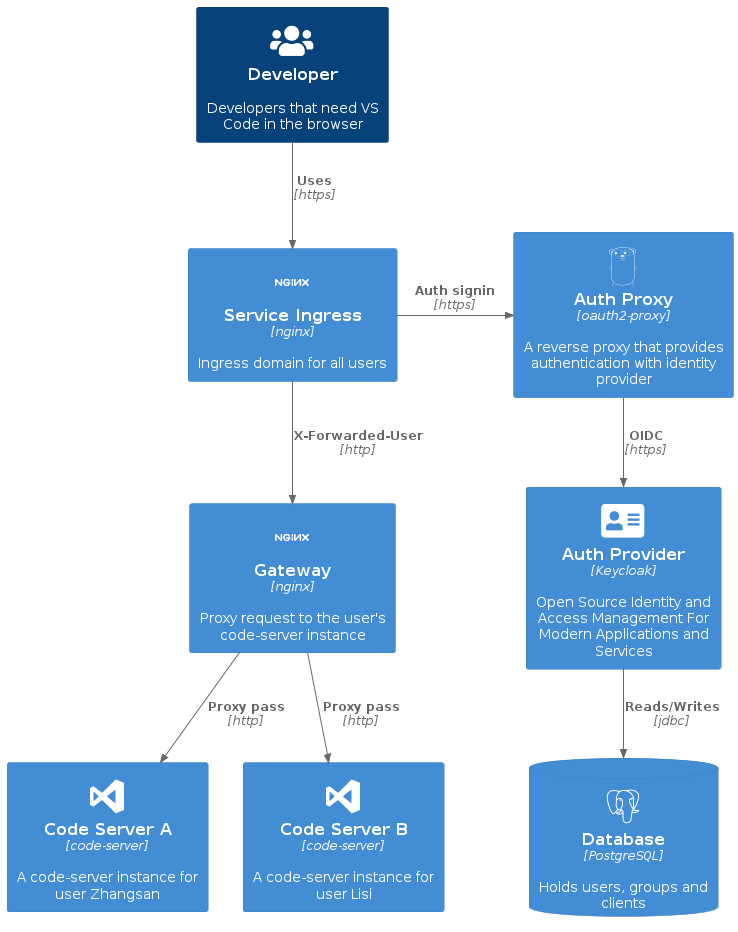 Developer
Developers that need VS
Code in the browser
Uses
[https]
NGINX
Service Ingress
[nginx]
Ingress domain for all users
Auth signin
[https]
Auth Proxy
[oauth2-proxy]
A reverse proxy that provides
authentication with identity
provider
X-Forwarded-User
[http]
OIDC
[https]
NGINX
Gateway
[nginx]
Proxy request to the user's
code-server instance
Auth Provider
[Keycloak]
Open Source Identity and
Access Management For
Modern Applications and
Services
Proxy pass
[http]
Proxy pass
[http]
Reads/Writes
[jdbc]
Code Server A
[code-server]
A code-server instance for
user Zhangsan
Code Server B
[code-server]
A code-server instance for
user Lisi
Database
[PostgreSQL]
Holds users, groups and
clients